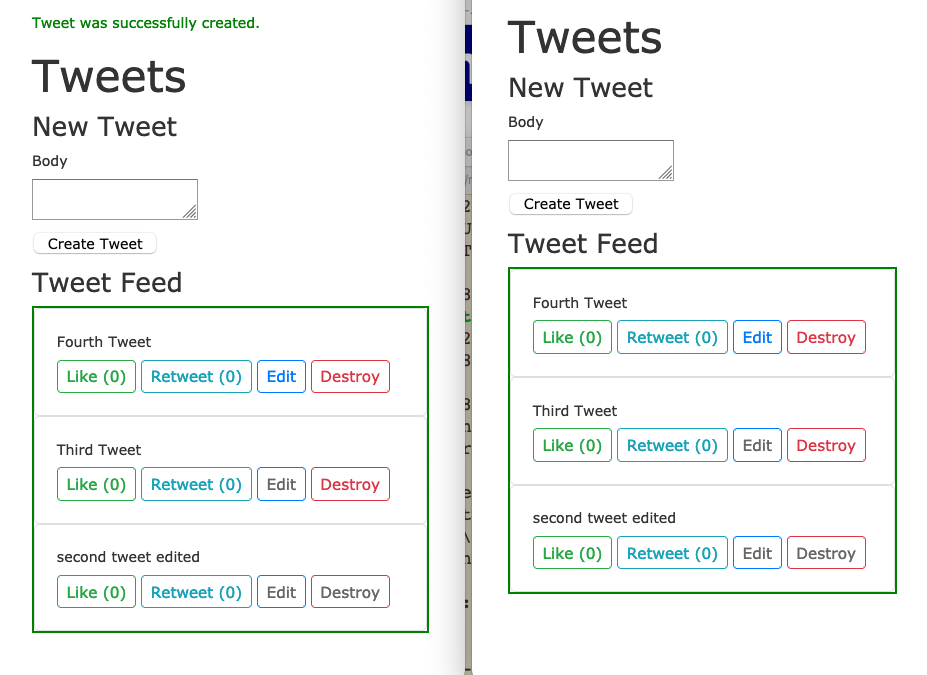 Tweet was successfully created.
Tweets
New Tweet
Body
Create Tweet
Tweet Feed
Fourth Tweet
Like (0) Retweet (0) Edit Destroy
Third Tweet
Like (0) Retweet (0) Edit Destroy
second tweet edited
Like (0) Retweet (0) Edit Destroy
Tweets
New Tweet
Body
Create Tweet
Tweet Feed
Fourth Tweet
Like (0) Retweet (0) Edit Destroy
Third Tweet
Like (0) Retweet (0) Edit Destroy
second tweet edited
Like (0) Retweet (0) Edit Destroy